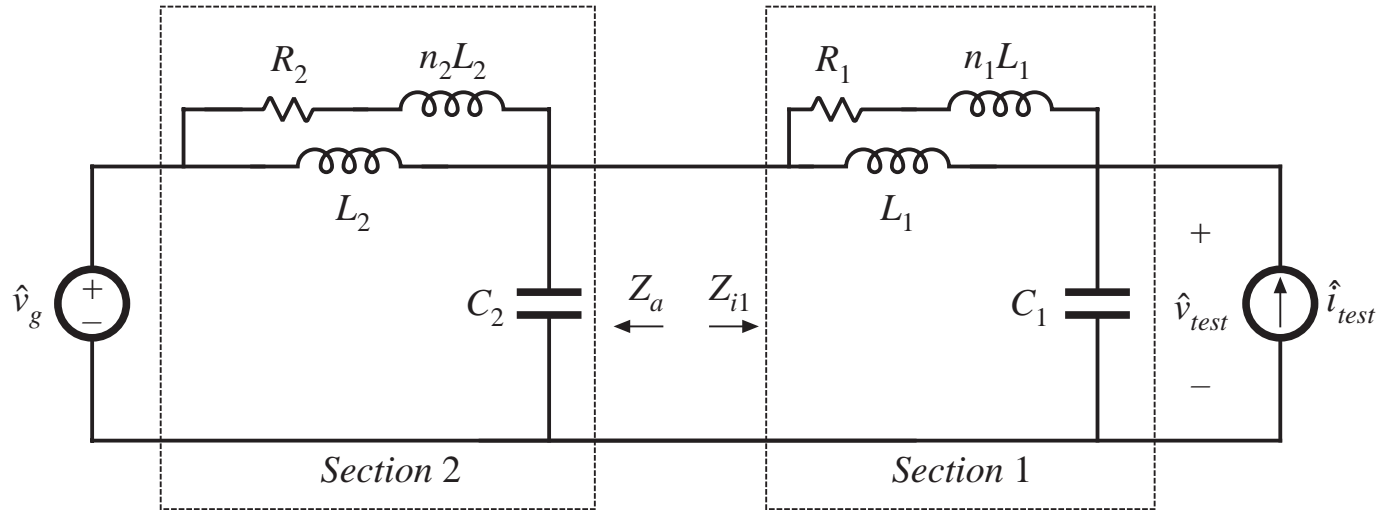 R₂
n₂L₂
R₁
n₁L₁
L₂
L₁
+
v̂g
+
−
C₂
Zₐ
Zᵢ₁
C₁
v̂test
îtest
−
Section 2
Section 1